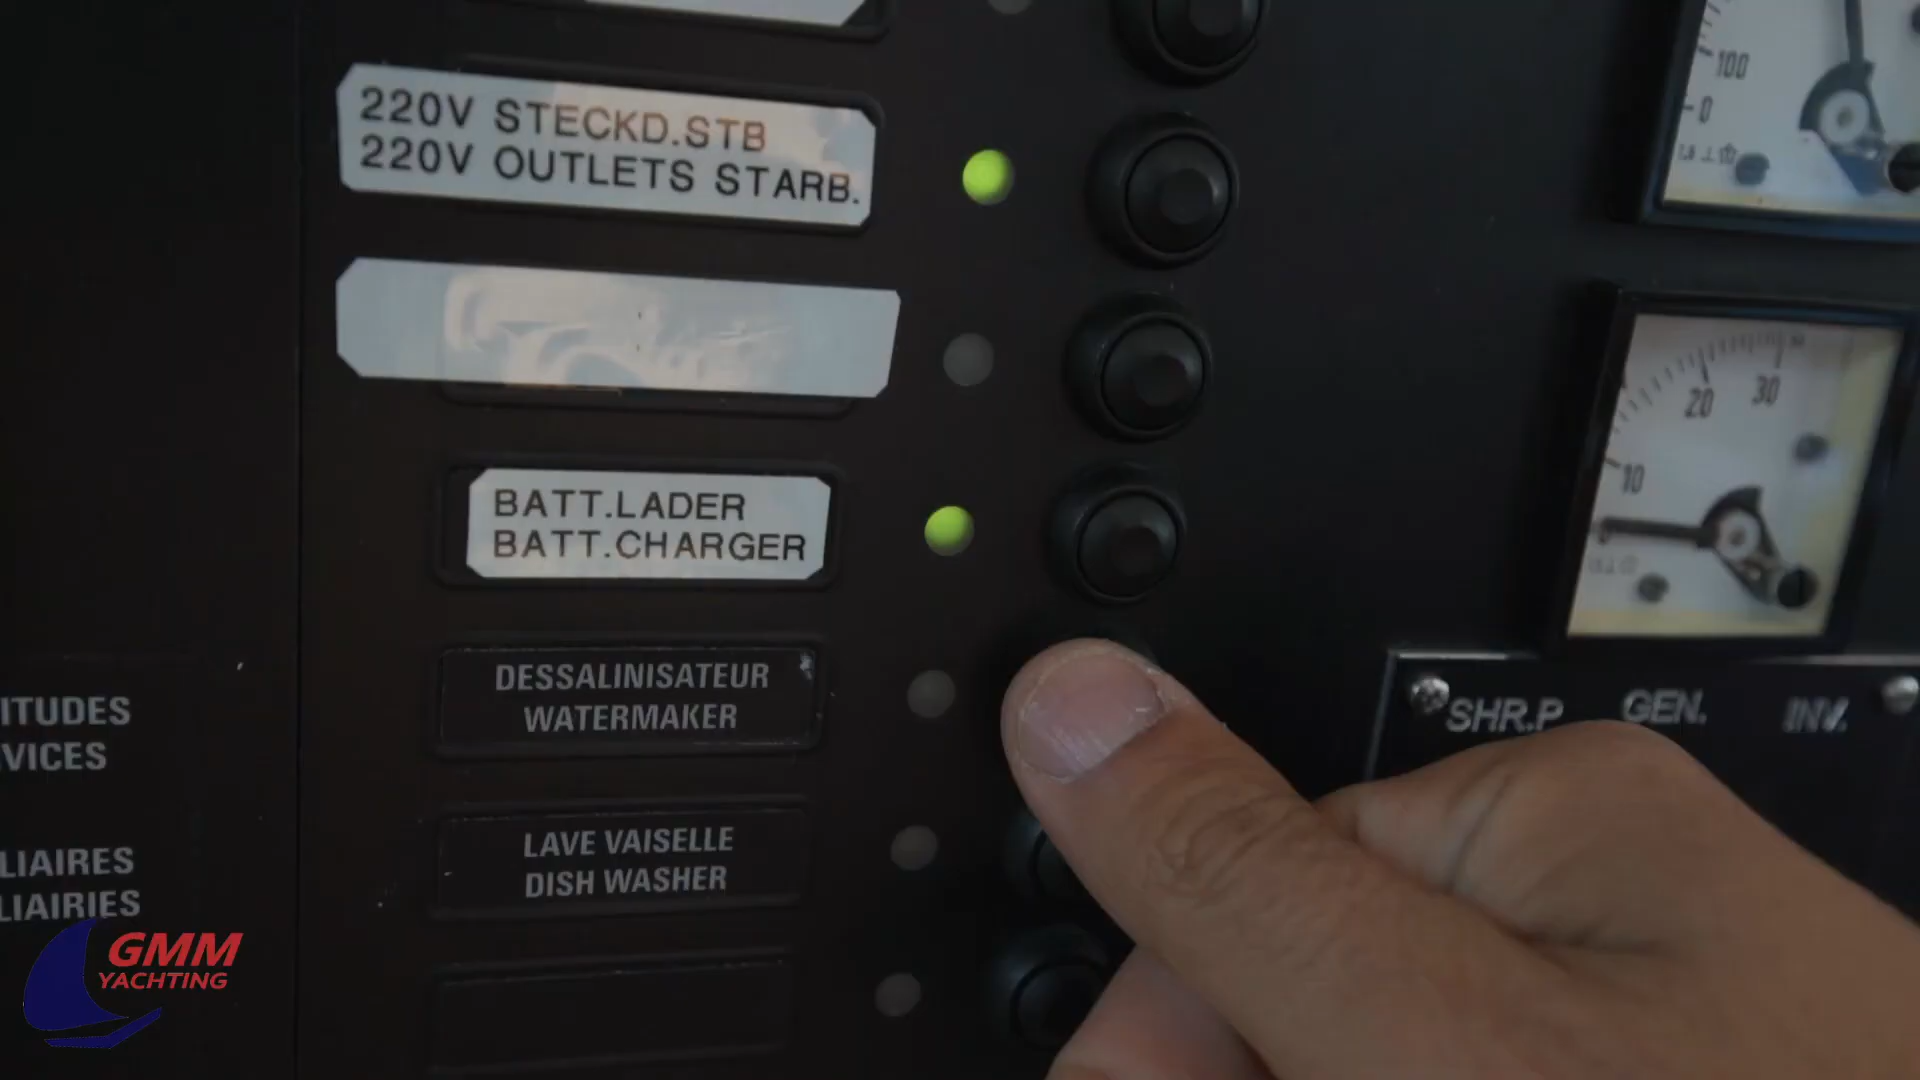 220V STECKD.STB
220V OUTLETS STARB.
BATT.LADER
BATT.CHARGER
DESSALINISATEUR
WATERMAKER
LAVE VAISELLE
DISH WASHER
ITUDES
VICES
LIAIRES
LIAIRIES
100
0
10
20
30
SHR.P
GEN.
INV.
GMM
YACHTING